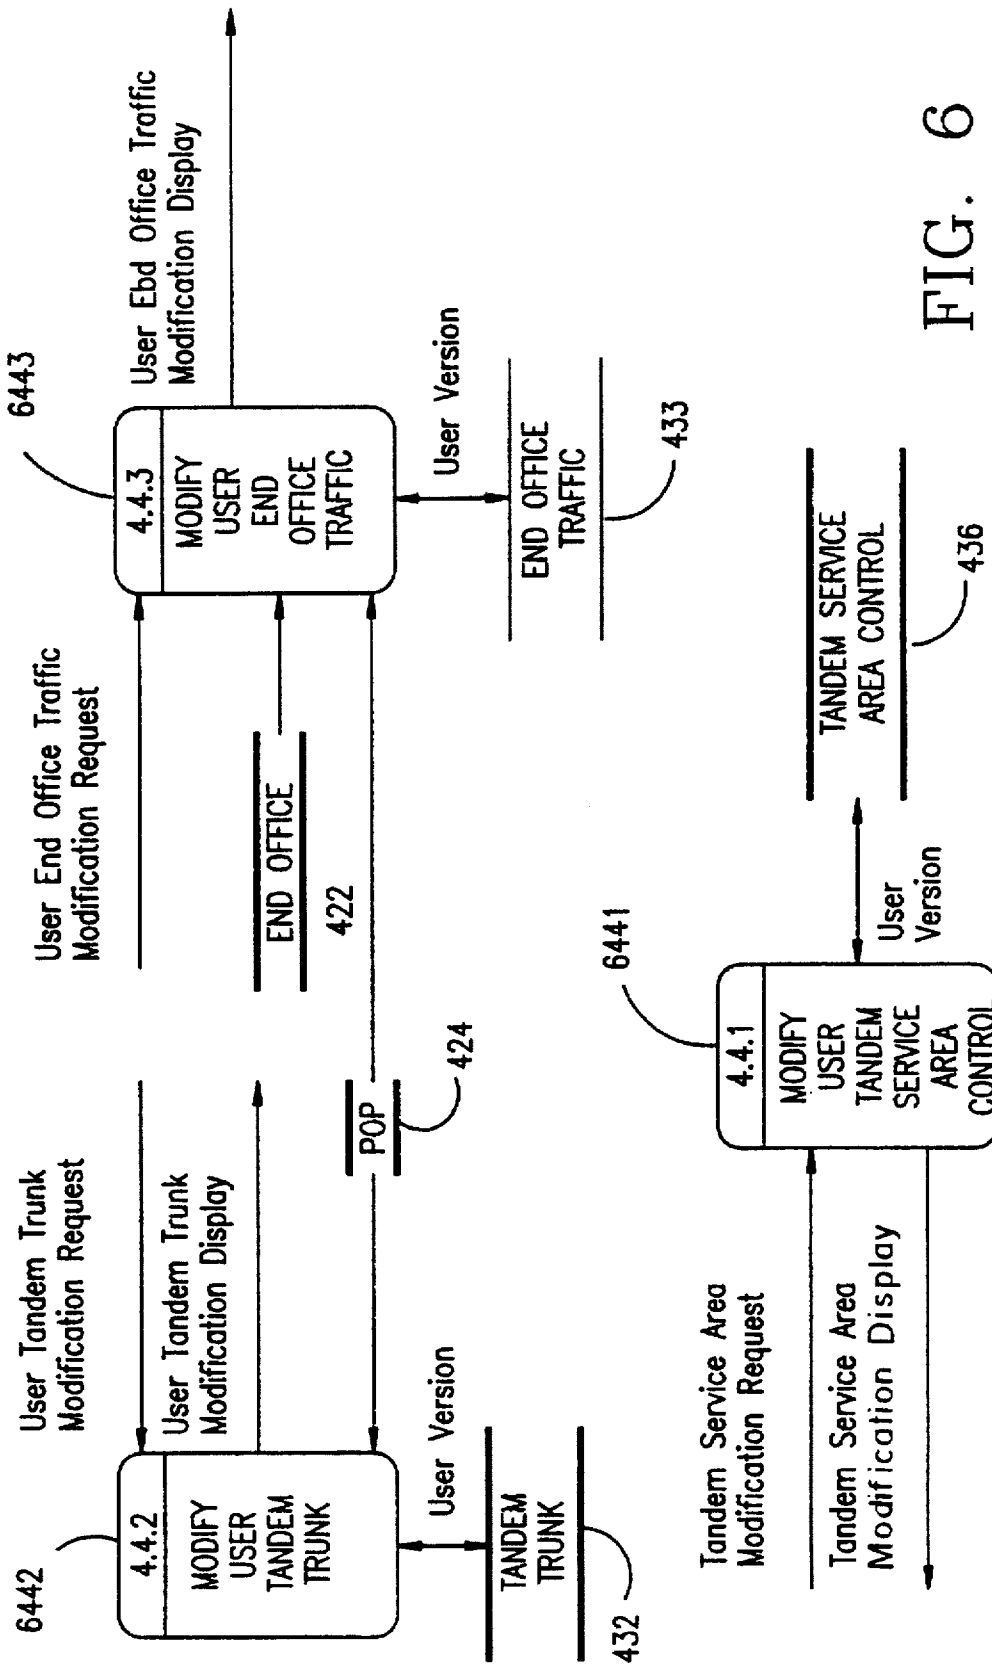 6442
4.4.2
MODIFY
USER
TANDEM
TRUNK
User Tandem Trunk
Modification Request
User Tandem Trunk
Modification Display
User Version
TANDEM
TRUNK
432
POP
424
User End Office Traffic
Modification Request
END OFFICE
422
6443
4.4.3
MODIFY
USER
END
OFFICE
TRAFFIC
User Ebd Office Traffic
Modification Display
User Version
END OFFICE
TRAFFIC
433
Tandem Service Area
Modification Request
Tandem Service Area
Modification Display
6441
4.4.1
MODIFY
USER
TANDEM
SERVICE
AREA
CONTROL
User
Version
TANDEM SERVICE
AREA CONTROL
436
FIG. 6